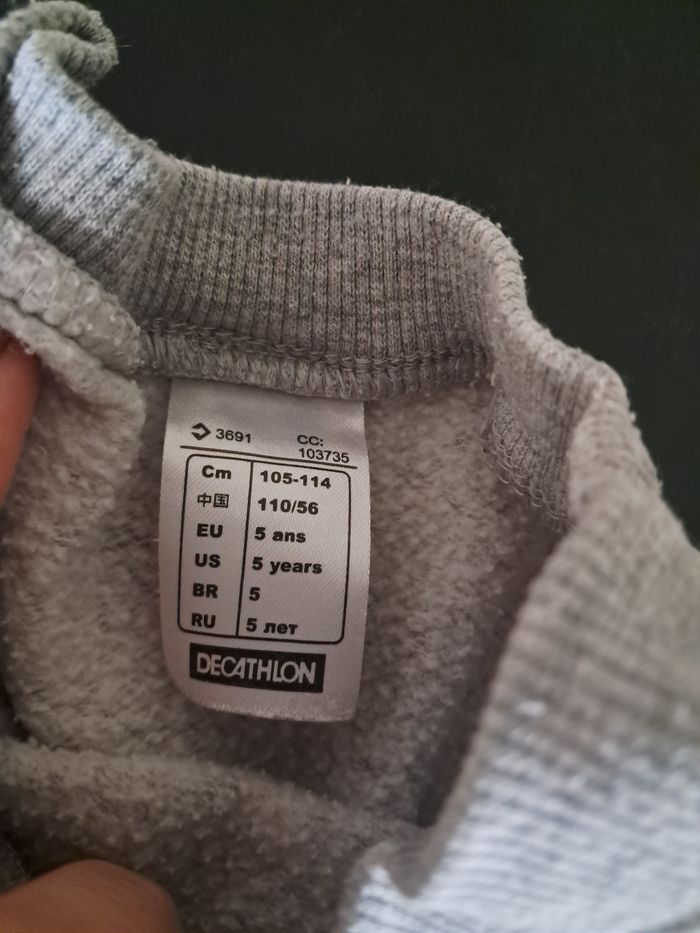 3691 CC:
103735
Cm 105-114
中国 110/56
EU 5 ans
US 5 years
BR 5
RU 5 лет
DECATHLON